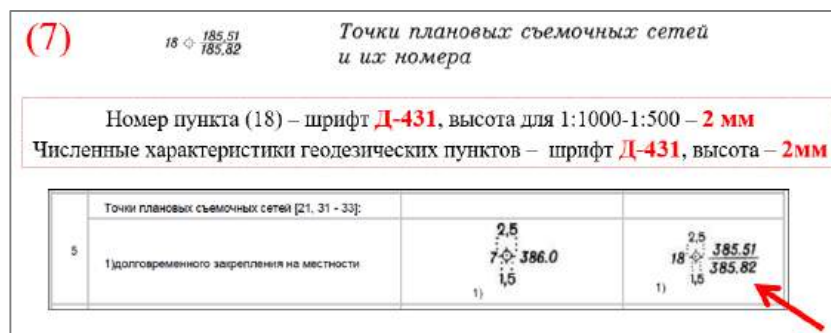 (7)
18 185,51
185,82
Точки плановых съемочных сетей
и их номера
Номер пункта (18) – шрифт Д-431, высота для 1:1000-1:500 – 2 мм
Численные характеристики геодезических пунктов – шрифт Д-431, высота – 2мм
Точки плановых съемочных сетей [21, 31 - 33]:
5
1)долговременного закрепления на местности
2,5
7 386.0
1,5
1)
2,5
18 385.51
385.82
1,5
1)